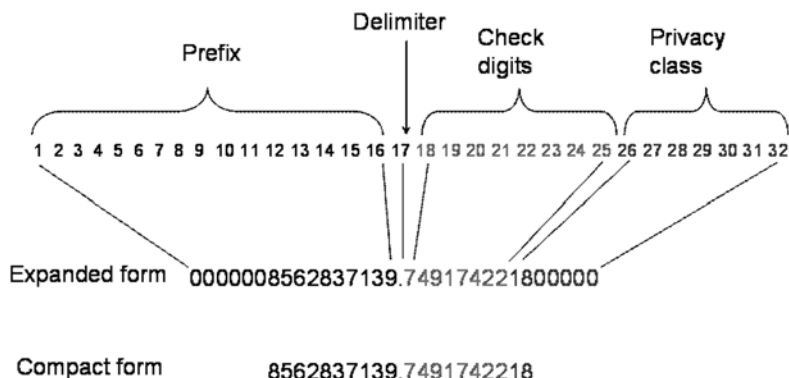 Delimiter
Prefix
Check
digits
Privacy
class
1 2 3 4 5 6 7 8 9 10 11 12 13 14 15 16 17 18 19 20 21 22 23 24 25 26 27 28 29 30 31 32
Expanded form 0000008562837139.749174221800000
Compact form 8562837139.7491742218